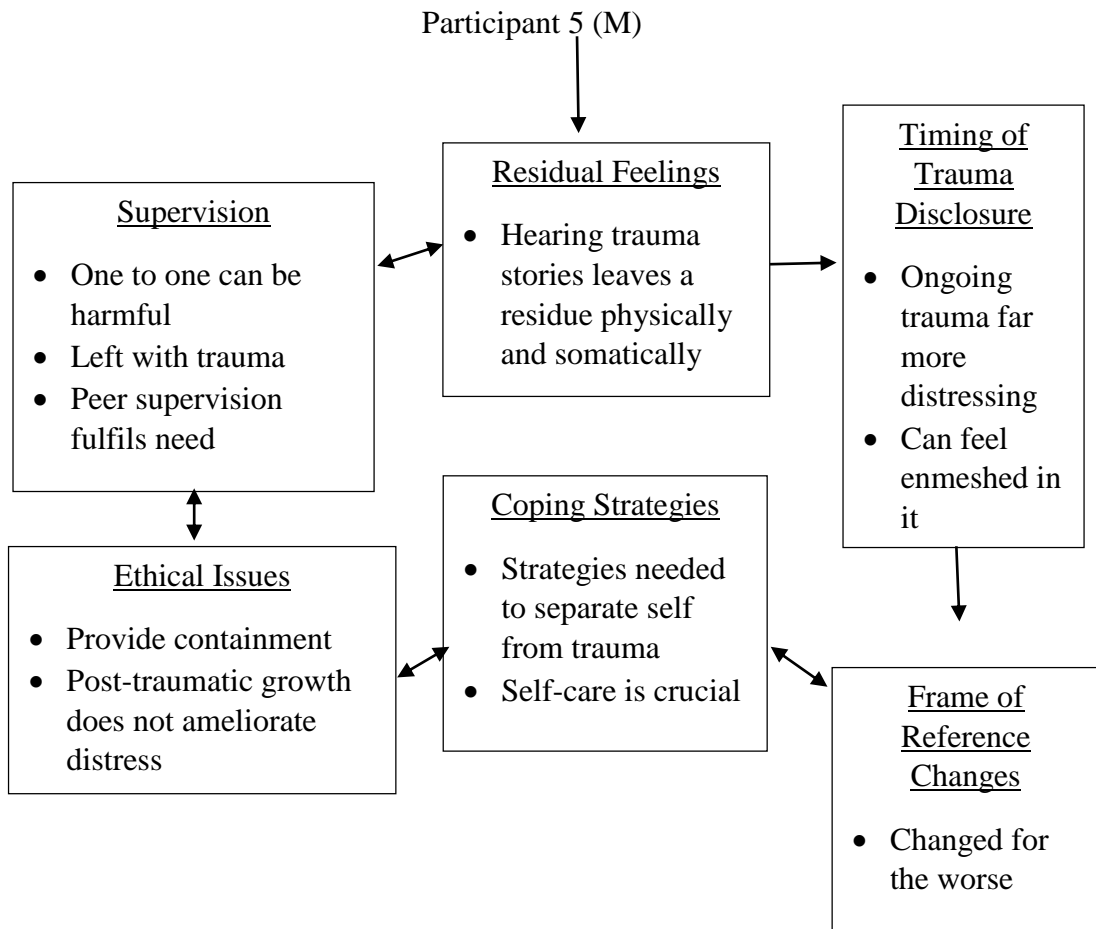 Participant 5 (M)
Supervision
• One to one can be
harmful
• Left with trauma
• Peer supervision
fulfils need
Residual Feelings
• Hearing trauma
stories leaves a
residue physically
and somatically
Timing of
Trauma
Disclosure
• Ongoing
trauma far
more
distressing
• Can feel
enmeshed in
it
Ethical Issues
• Provide containment
• Post-traumatic growth
does not ameliorate
distress
Coping Strategies
• Strategies needed
to separate self
from trauma
• Self-care is crucial
Frame of
Reference
Changes
• Changed for
the worse